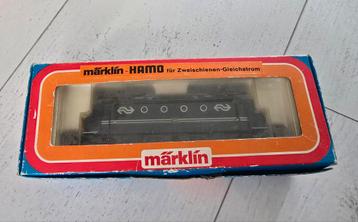 märklin - HAMO für Zweischienen-Gleichstrom
märklin